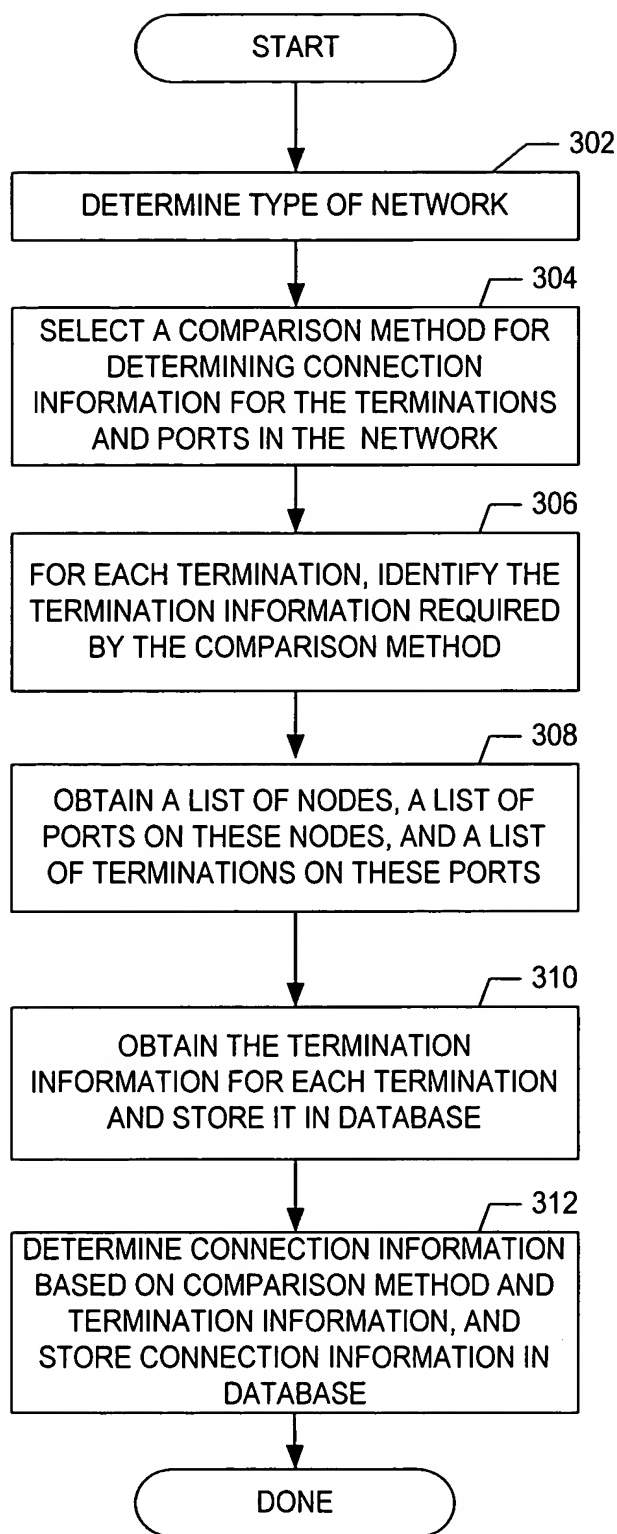 START
302
DETERMINE TYPE OF NETWORK
304
SELECT A COMPARISON METHOD FOR
DETERMINING CONNECTION
INFORMATION FOR THE TERMINATIONS
AND PORTS IN THE NETWORK
306
FOR EACH TERMINATION, IDENTIFY THE
TERMINATION INFORMATION REQUIRED
BY THE COMPARISON METHOD
308
OBTAIN A LIST OF NODES, A LIST OF
PORTS ON THESE NODES, AND A LIST
OF TERMINATIONS ON THESE PORTS
310
OBTAIN THE TERMINATION
INFORMATION FOR EACH TERMINATION
AND STORE IT IN DATABASE
312
DETERMINE CONNECTION INFORMATION
BASED ON COMPARISON METHOD AND
TERMINATION INFORMATION, AND
STORE CONNECTION INFORMATION IN
DATABASE
DONE